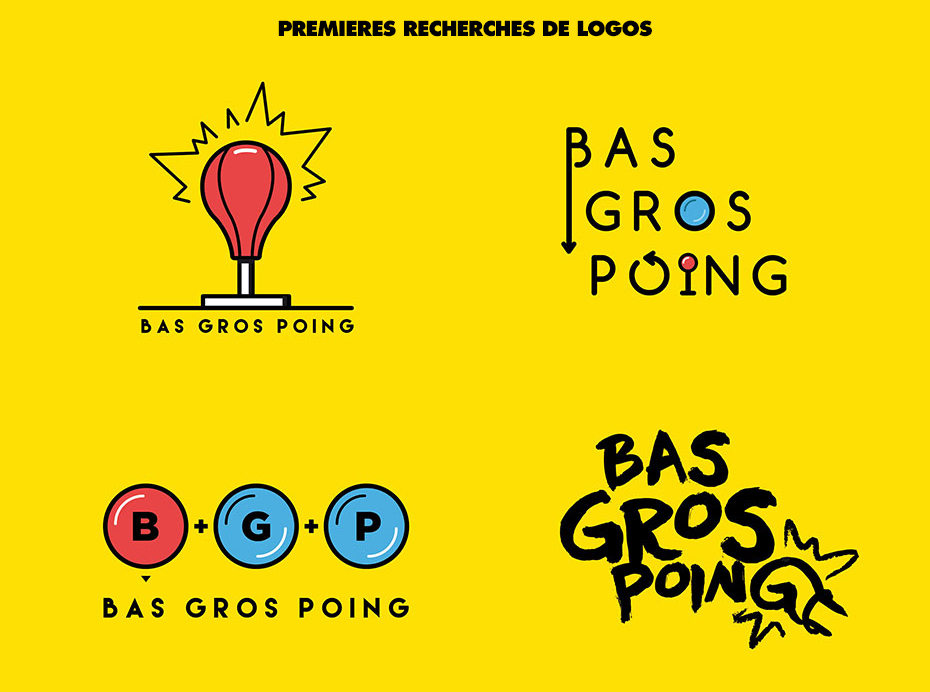 PREMIERES RECHERCHES DE LOGOS
BAS GROS POING
BAS
GROS
POING
B + G + P
BAS GROS POING
BAS
GROS
POING